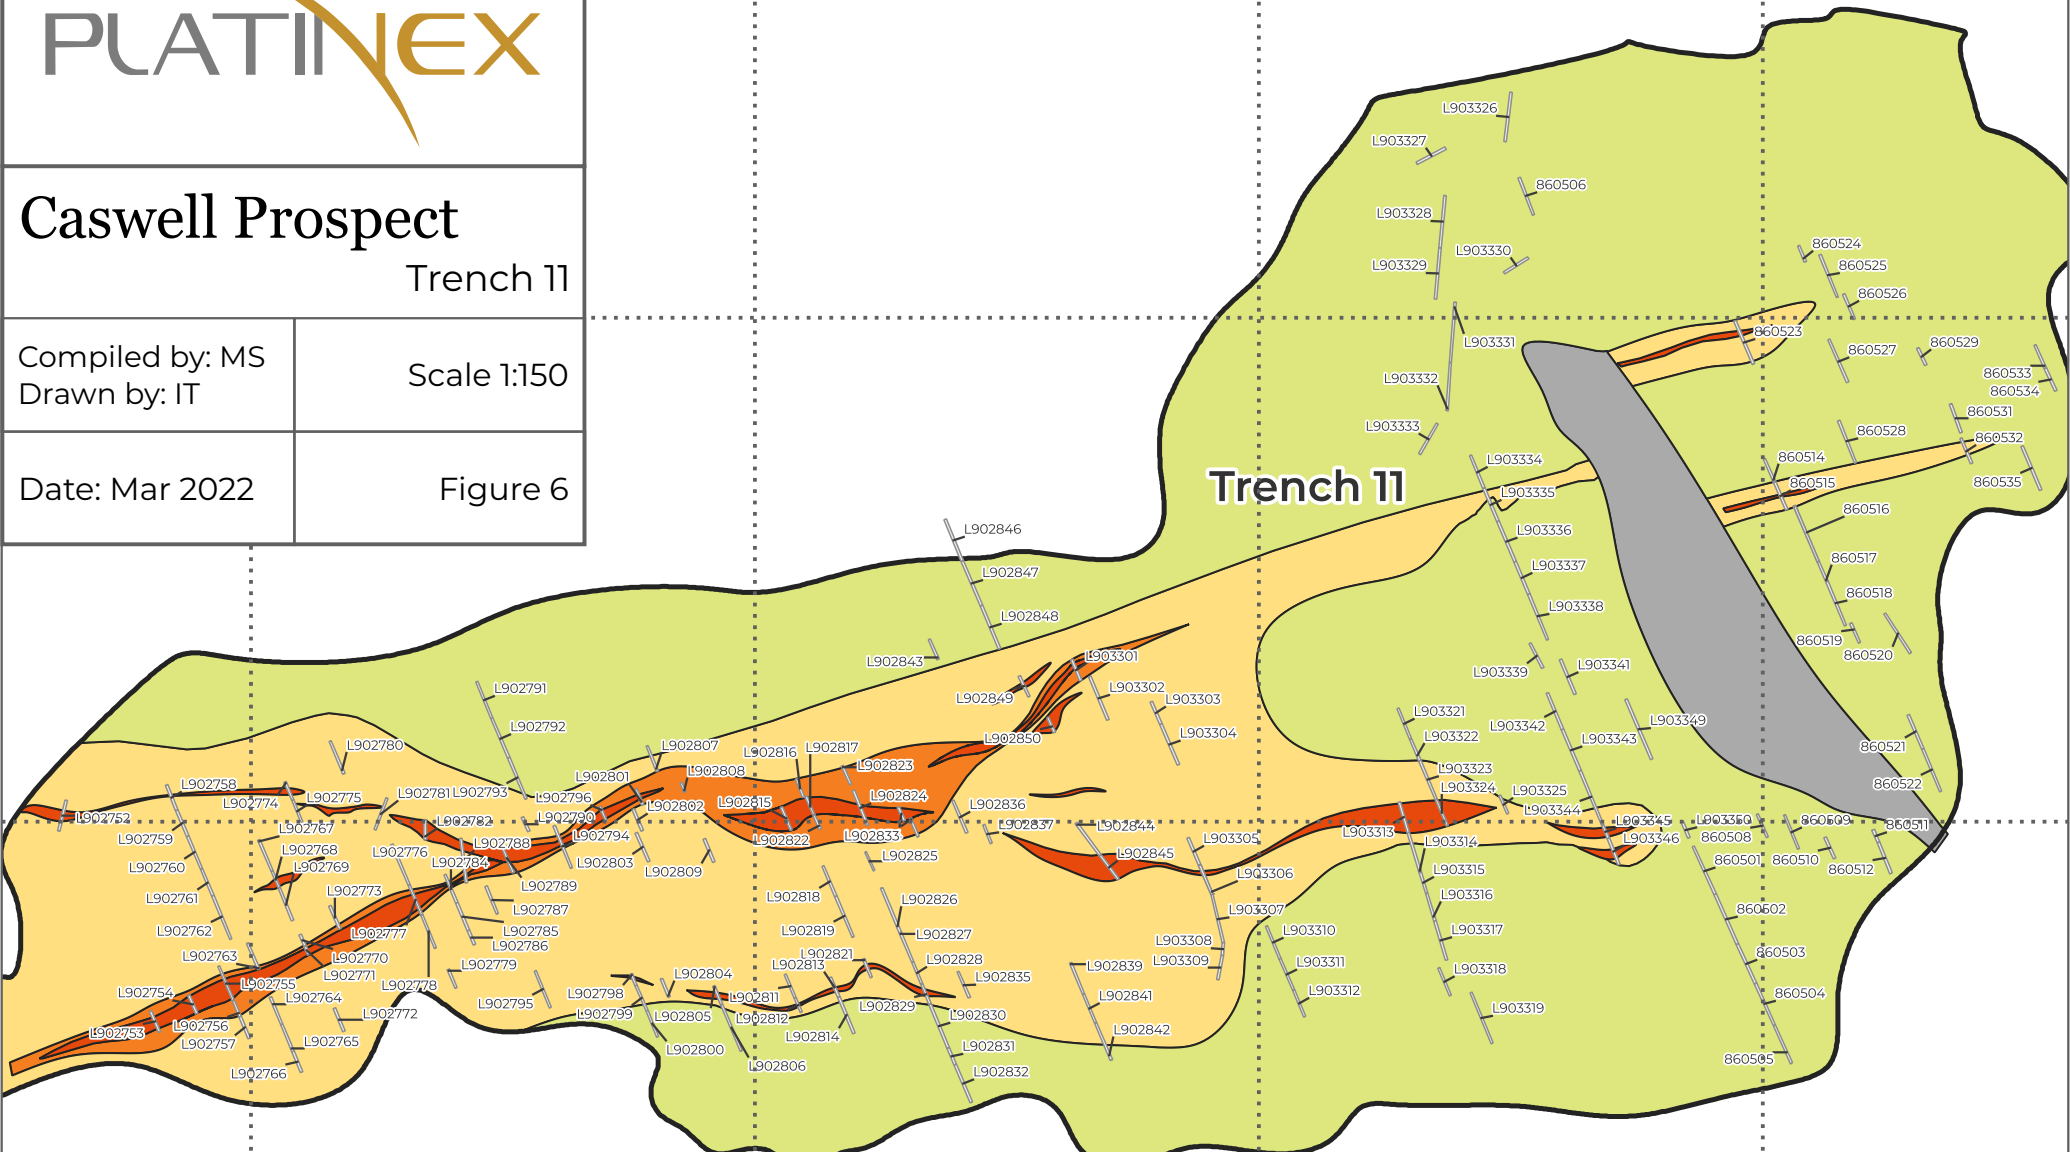 PLATINEX
Caswell Prospect
Trench 11
Compiled by: MS
Drawn by: IT
Scale 1:150
Date: Mar 2022
Figure 6
Trench 11
L903326
L903327
860506
L903328
L903330
L903329
L903331
L903332
L903333
L903334
L903335
L903336
L903337
L903338
L903339
L903341
L903342
L903343
L903349
L903321
L903322
L903323
L903324
L903325
L903344
L903345
L903346
L903350
L903313
L903314
L903315
L903316
L903317
L903318
L903319
L903310
L903311
L903312
L903305
L903306
L903307
L903308
L903309
L903301
L903302
L903303
L903304
860524
860525
860526
860523
860527
860529
860533
860534
860531
860528
860532
860514
860515
860535
860516
860517
860518
860519
860520
860521
860522
860508
860509
860511
860501
860510
860512
860502
860503
860504
860505
L902846
L902847
L902848
L902843
L902849
L902850
L902791
L902792
L902780
L902807
L902816
L902817
L902808
L902823
L902801
L902758
L902781
L902793
L902774
L902775
L902796
L902802
L902815
L902824
L902836
L902752
L902790
L902782
L902767
L902794
L902822
L902833
L902837
L902844
L902759
L902788
L902776
L902768
L902784
L902803
L902825
L902845
L902760
L902769
L902809
L902789
L902773
L902761
L902787
L902818
L902826
L902762
L902777
L902785
L902819
L902827
L902786
L902763
L902770
L902779
L902821
L902828
L902813
L902839
L902771
L902804
L902835
L902755
L902778
L902754
L902764
L902795
L902798
L902811
L902841
L902829
L902799
L902805
L902812
L902830
L902772
L902756
L902753
L902757
L902765
L902814
L902842
L902800
L902831
L902766
L902806
L902832